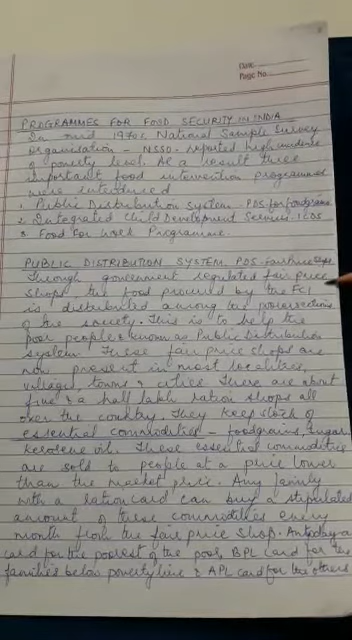 Date:
Page No.
PROGRAMMES FOR FOOD SECURITY IN INDIA
In mid 1970s National Sample Survey
Organisation - NSSO reported high incidence
of poverty level. As a result three
important food intervention programmes
were introduced
1. Public Distribution System - PDS - for foodgrains
2. Integrated Child Development Services - ICDS
3. Food for Work Programme.
PUBLIC DISTRIBUTION SYSTEM PDS - Fair Price Shops
Through government regulated fair price
shops, the food procured by the FCI
is distributed among the poor sections
of the society. This is to help the
poor people & known as Public Distribution
System. These fair price shops are
now present in most localities,
villages, towns & cities. There are about
five & a half lakh ration shops all
over the country. They keep stock of
essential commodities - foodgrains, sugar
kerosene oil. These essential commodities
are sold to people at a price lower
than the market price. Any family
with a ration card can buy a stipulated
amount of these commodities every
month from the fair price shop. Antodaya
card for the poorest of the poor, BPL card for the
families below poverty line & APL card for the others